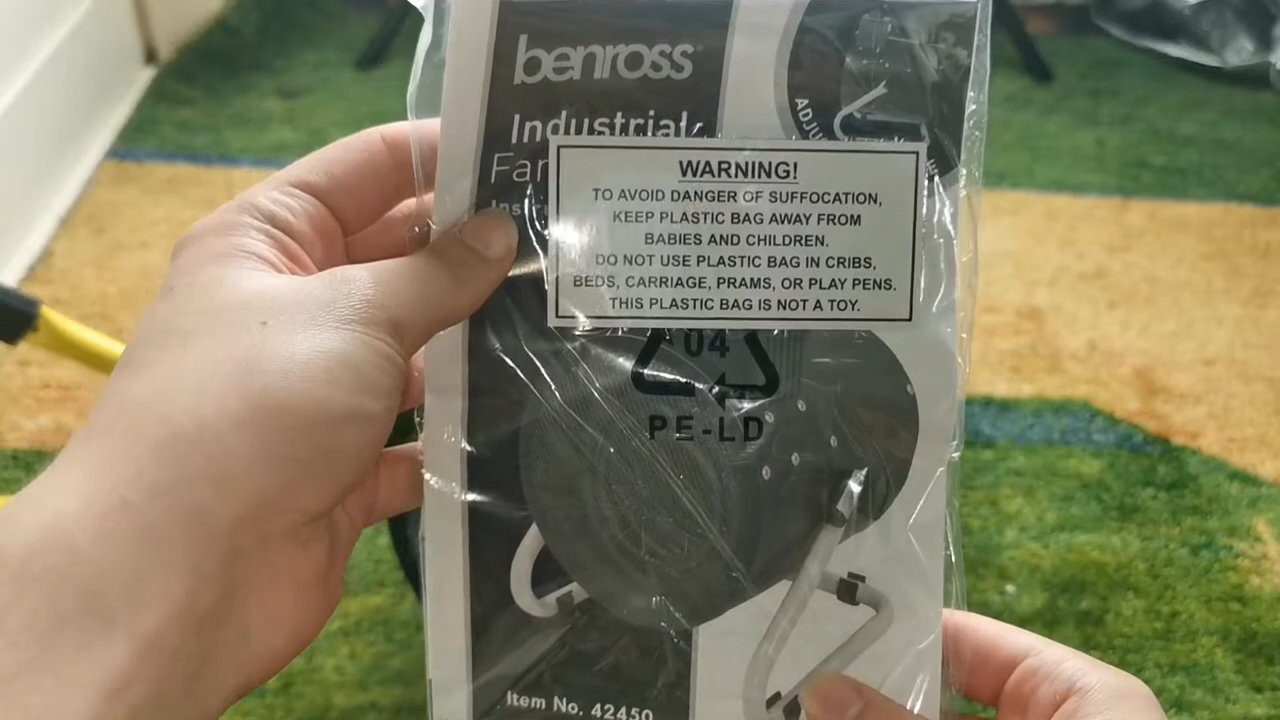 benross
Industrial
WARNING!
TO AVOID DANGER OF SUFFOCATION,
KEEP PLASTIC BAG AWAY FROM
BABIES AND CHILDREN.
DO NOT USE PLASTIC BAG IN CRIBS,
BEDS, CARRIAGE, PRAMS, OR PLAY PENS.
THIS PLASTIC BAG IS NOT A TOY.
04
PE-LD
Item No. 42450